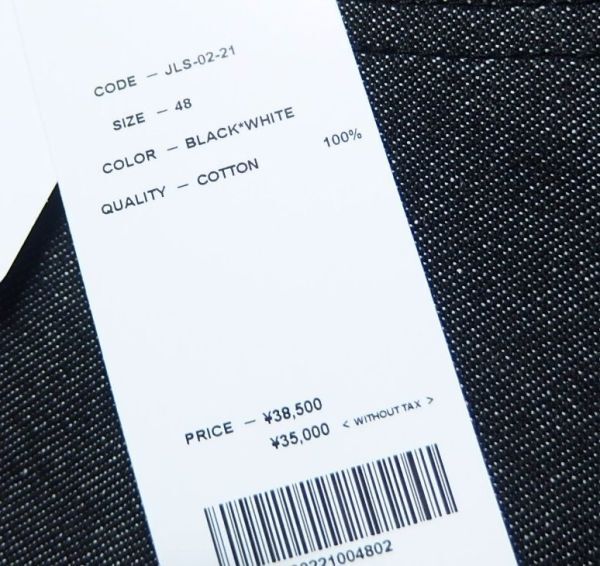 CODE — JLS-02-21
SIZE — 48
COLOR — BLACK*WHITE
QUALITY — COTTON 100%
PRICE — ¥38,500
¥35,000 < WITHOUT TAX >